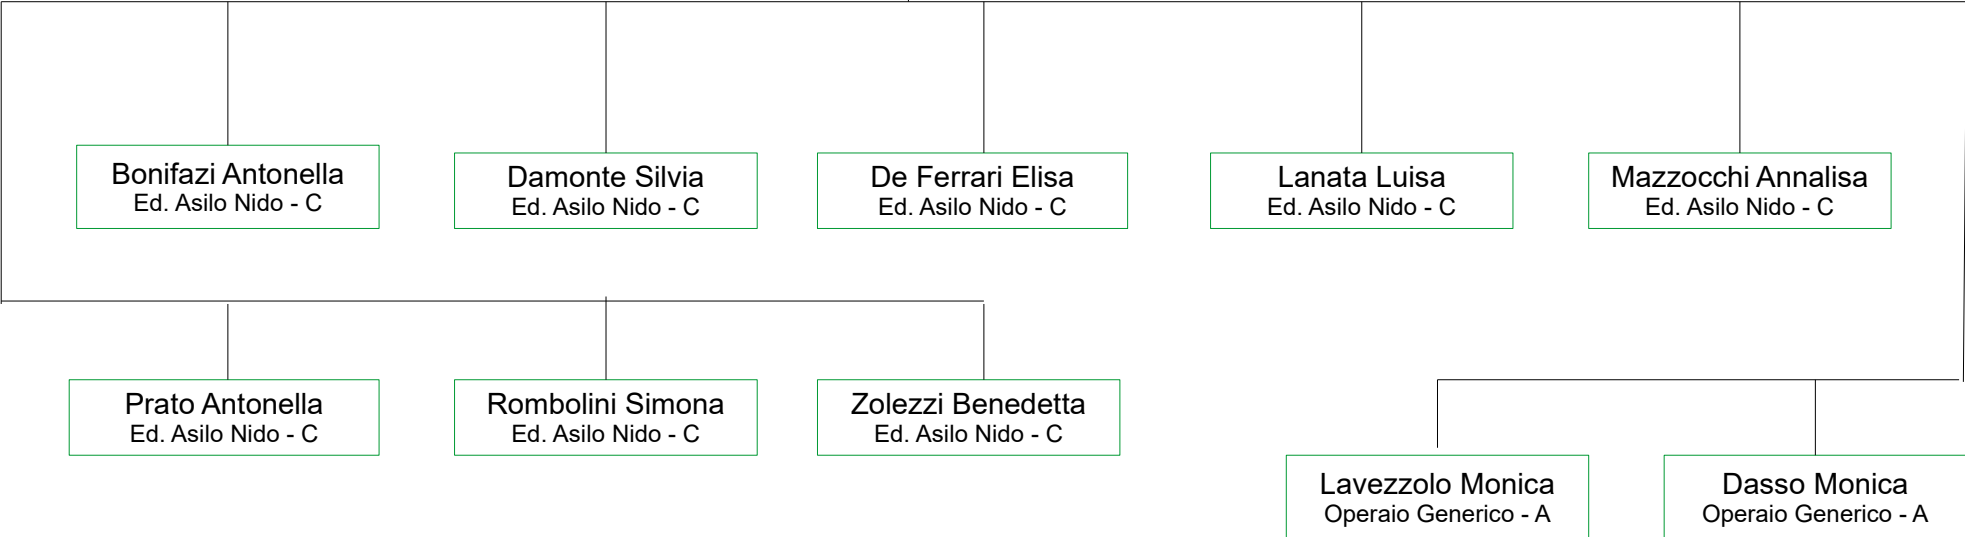 Bonifazi Antonella
Ed. Asilo Nido - C
Damonte Silvia
Ed. Asilo Nido - C
De Ferrari Elisa
Ed. Asilo Nido - C
Lanata Luisa
Ed. Asilo Nido - C
Mazzocchi Annalisa
Ed. Asilo Nido - C
Prato Antonella
Ed. Asilo Nido - C
Rombolini Simona
Ed. Asilo Nido - C
Zolezzi Benedetta
Ed. Asilo Nido - C
Lavezzolo Monica
Operaio Generico - A
Dasso Monica
Operaio Generico - A